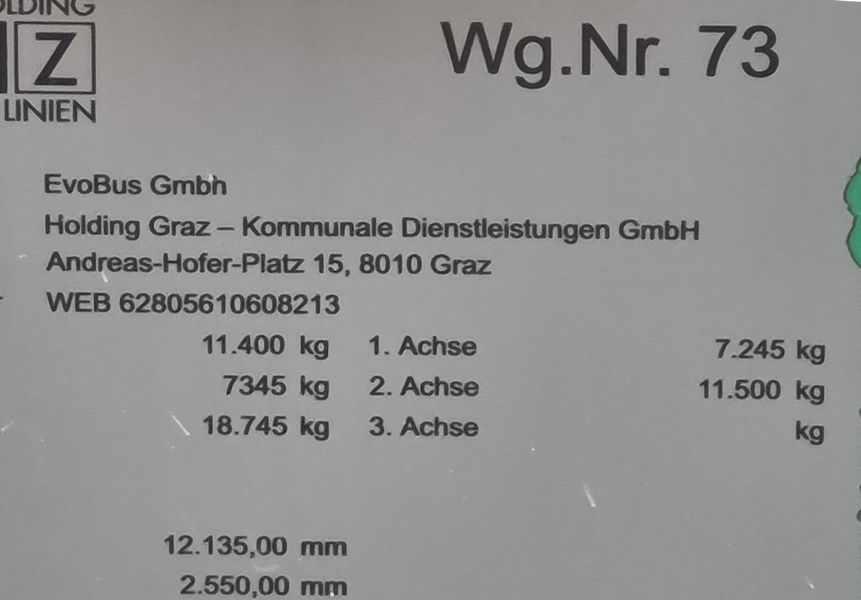 Z
LINIEN
Wg.Nr. 73
EvoBus Gmbh
Holding Graz – Kommunale Dienstleistungen GmbH
Andreas-Hofer-Platz 15, 8010 Graz
WEB 62805610608213
11.400 kg 1. Achse 7.245 kg
7345 kg 2. Achse 11.500 kg
18.745 kg 3. Achse kg
12.135,00 mm
2.550,00 mm